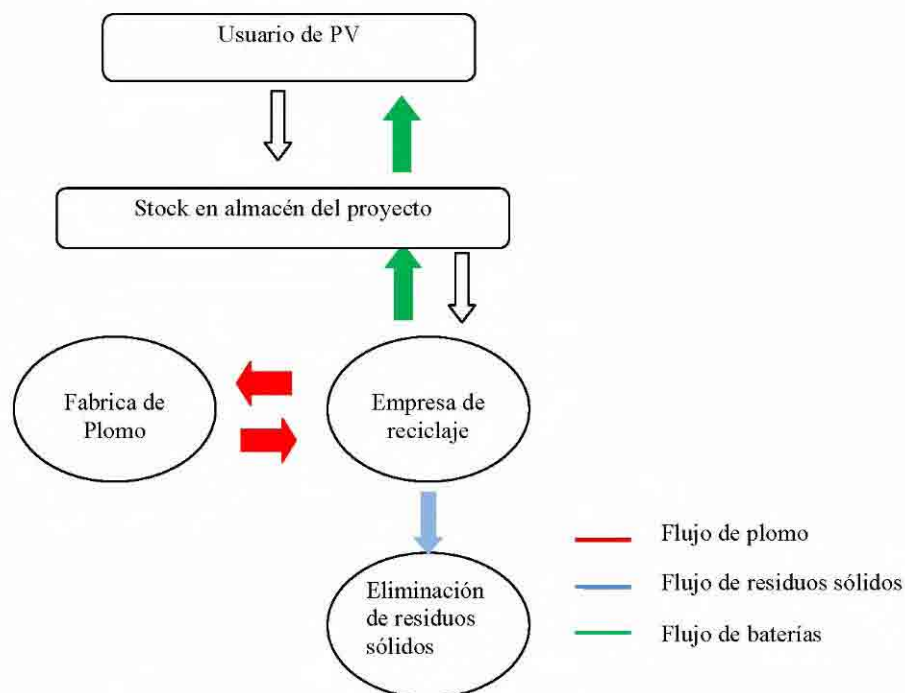 Usuario de PV
Stock en almacén del proyecto
Fabrica de
Plomo
Empresa de
reciclaje
Eliminación
de residuos
sólidos
Flujo de plomo
Flujo de residuos sólidos
Flujo de baterías